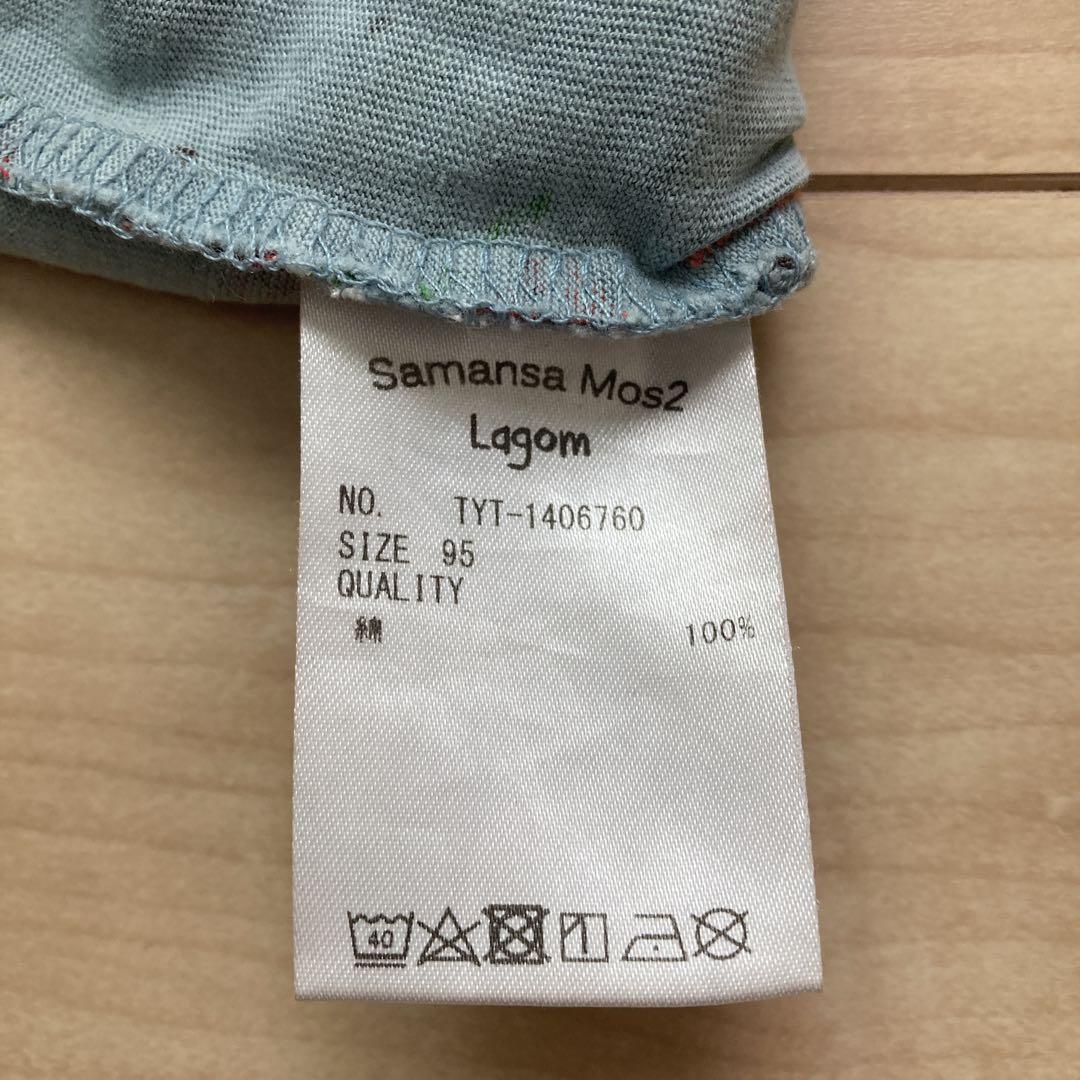 Samansa Mos2
Lagom
NO. TYT-1406760
SIZE 95
QUALITY
綿 100%
40